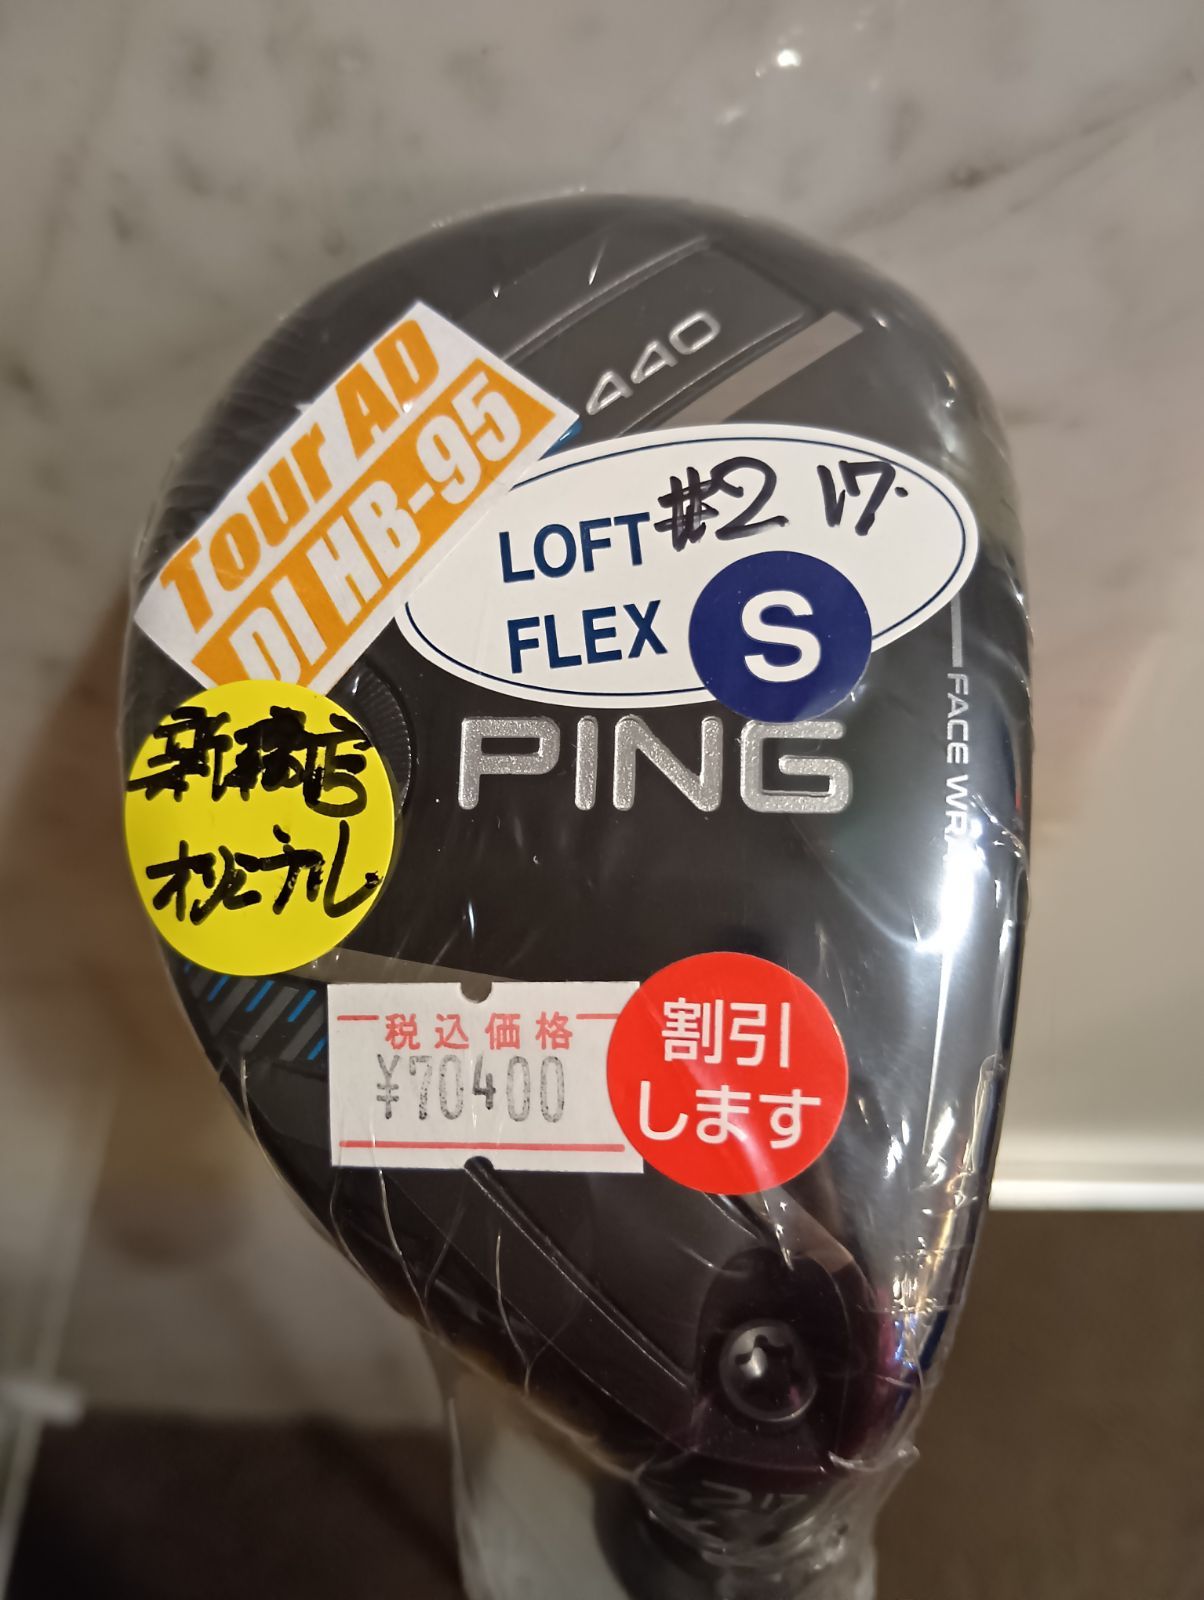 440
Tour AD
DI HB-95
LOFT #2 17.
FLEX S
PING
FACE WR
新橋店
オリジナル
税込価格
¥70400
割引
します